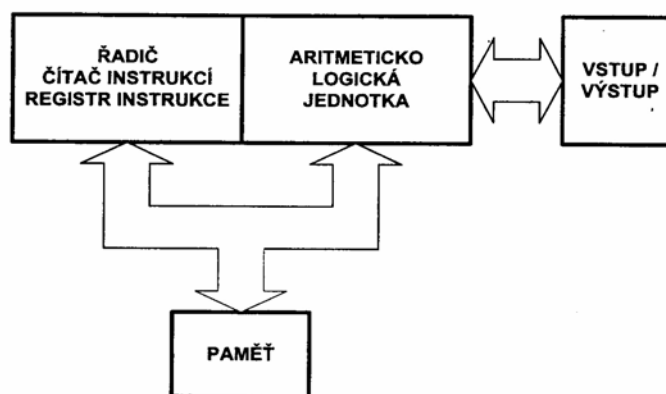 ŘADIČ
ČÍTAČ INSTRUKCÍ
REGISTR INSTRUKCE
ARITMETICKO
LOGICKÁ
JEDNOTKA
VSTUP /
VÝSTUP
PAMĚŤ